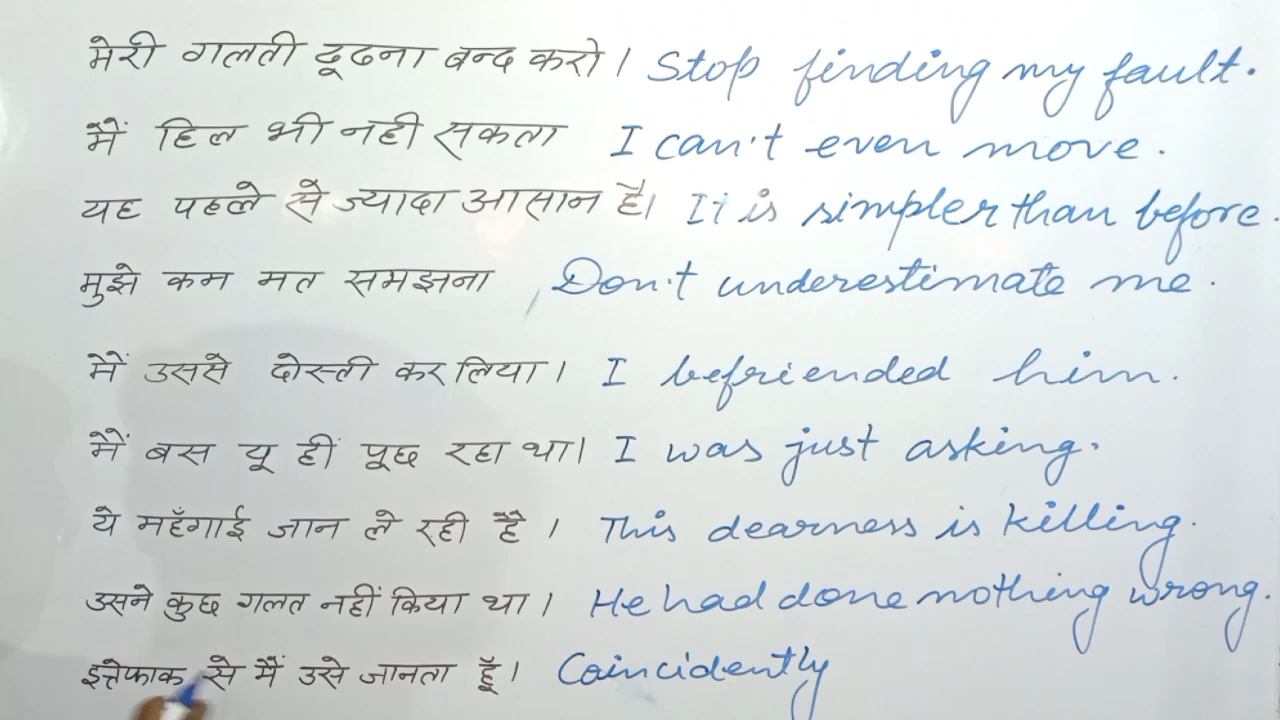 मेरी गलती ढूढना बन्द करो। Stop finding my fault.
मैं हिल भी नही सकता I can't even move.
यह पहले से ज्यादा आसान है। It is simpler than before.
मुझे कम मत समझना Don't underestimate me.
मैं उससे दोस्ती कर लिया। I befriended him.
मैं बस यू हीं पूछ रहा था। I was just asking.
ये महँगाई जान ले रही है। This dearness is killing.
उसने कुछ गलत नहीं किया था। He had done nothing wrong.
इत्तेफाक से मैं उसे जानता हूँ। Coincidently